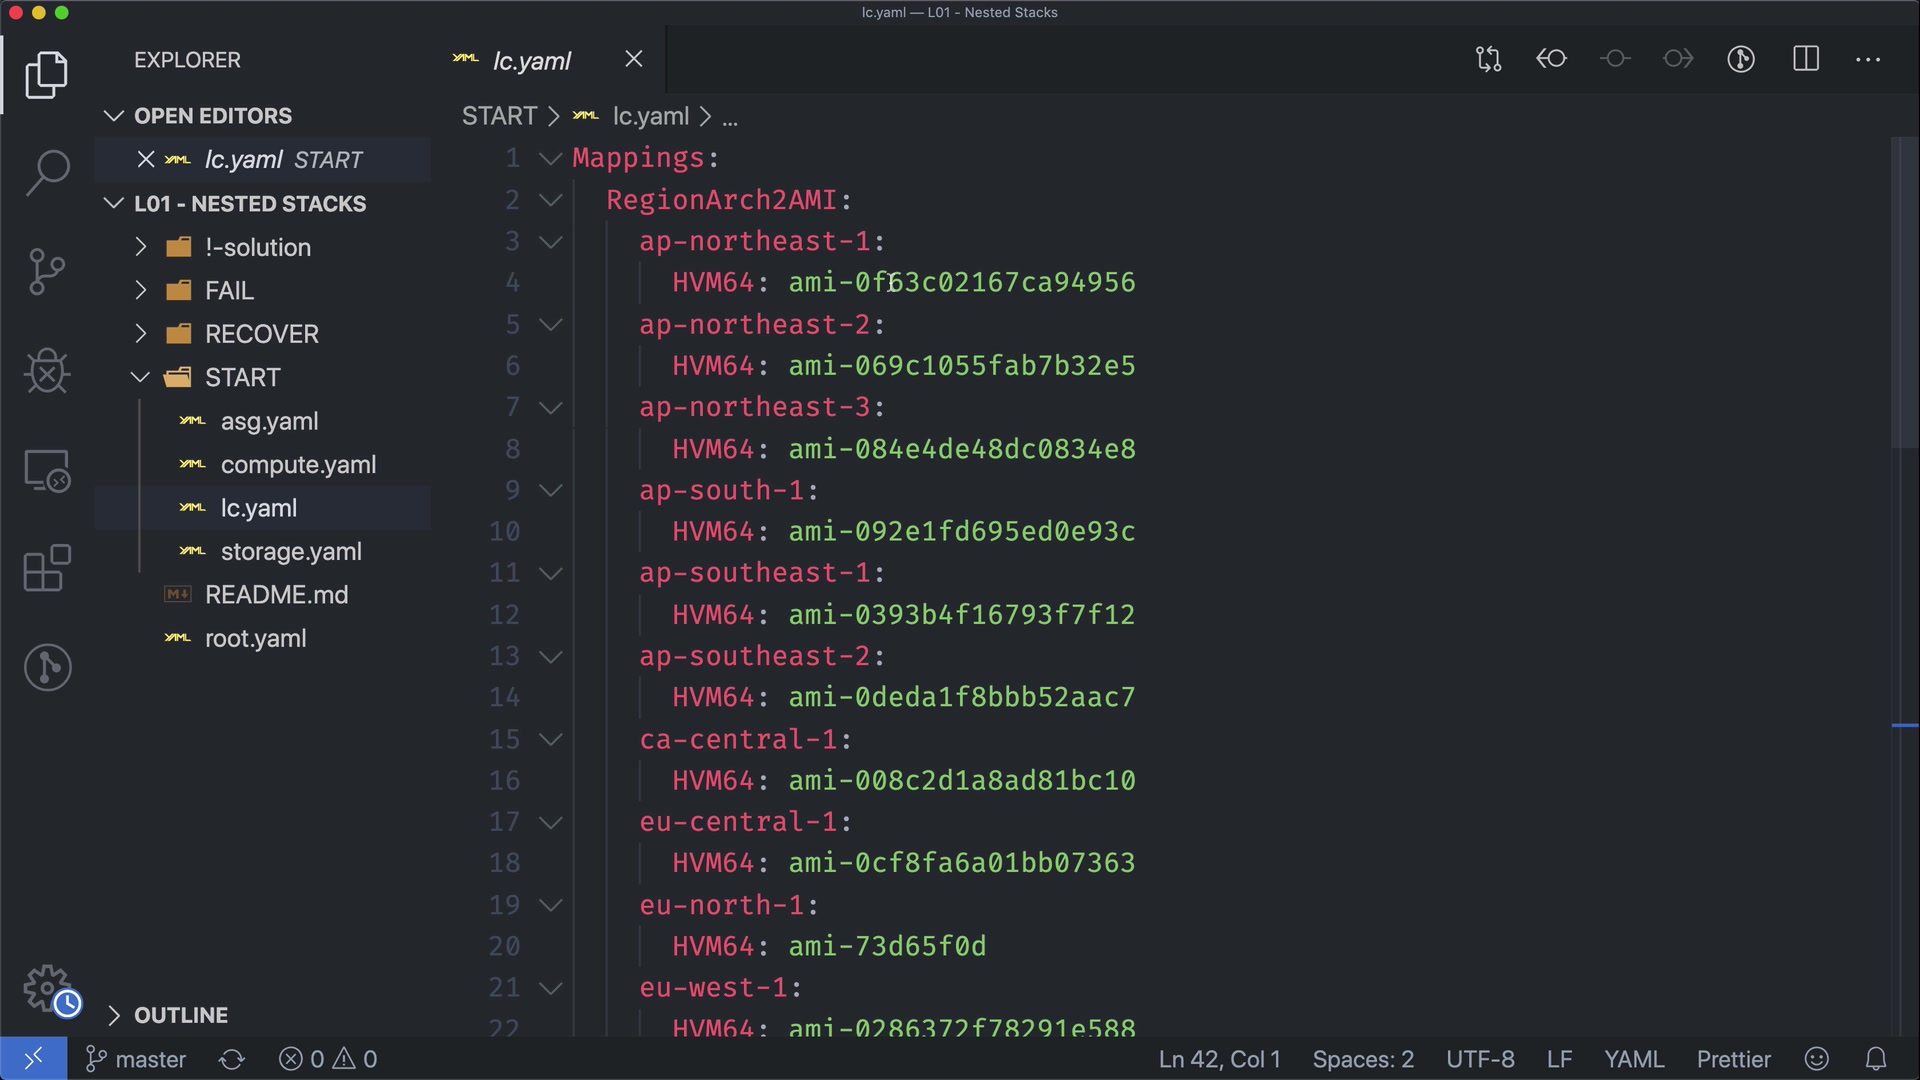 lc.yaml — L01 - Nested Stacks
EXPLORER
OPEN EDITORS
lc.yaml START
L01 - NESTED STACKS
!-solution
FAIL
RECOVER
START
asg.yaml
compute.yaml
lc.yaml
storage.yaml
README.md
root.yaml
OUTLINE
lc.yaml
START > lc.yaml > ...
1 Mappings:
2 RegionArch2AMI:
3 ap-northeast-1:
4 HVM64: ami-0f63c02167ca94956
5 ap-northeast-2:
6 HVM64: ami-069c1055fab7b32e5
7 ap-northeast-3:
8 HVM64: ami-084e4de48dc0834e8
9 ap-south-1:
10 HVM64: ami-092e1fd695ed0e93c
11 ap-southeast-1:
12 HVM64: ami-0393b4f16793f7f12
13 ap-southeast-2:
14 HVM64: ami-0deda1f8bbb52aac7
15 ca-central-1:
16 HVM64: ami-008c2d1a8ad81bc10
17 eu-central-1:
18 HVM64: ami-0cf8fa6a01bb07363
19 eu-north-1:
20 HVM64: ami-73d65f0d
21 eu-west-1:
22 HVM64: ami-0286372f78291e588
master 0 0 Ln 42, Col 1 Spaces: 2 UTF-8 LF YAML Prettier